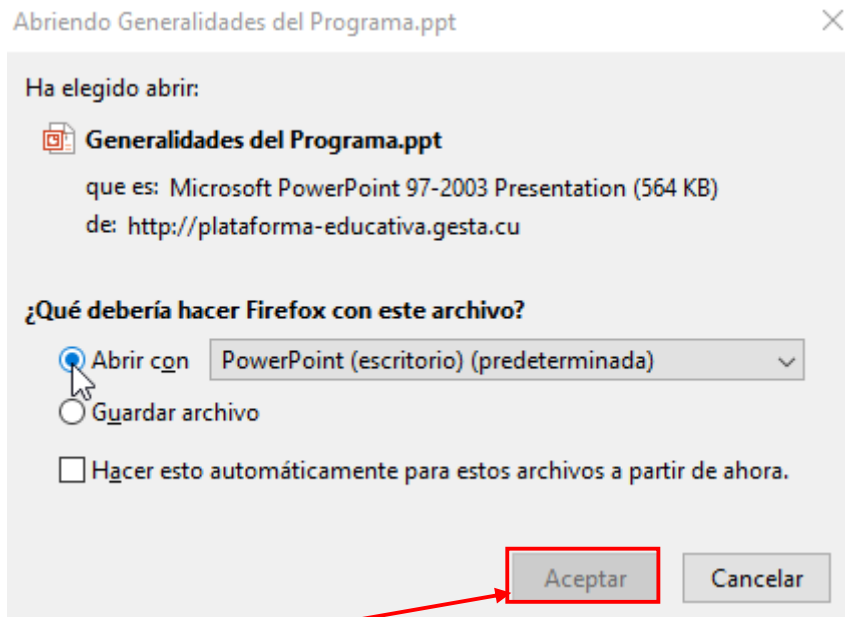 Abriendo Generalidades del Programa.ppt
Ha elegido abrir:
Generalidades del Programa.ppt
que es: Microsoft PowerPoint 97-2003 Presentation (564 KB)
de: http://plataforma-educativa.gesta.cu
¿Qué debería hacer Firefox con este archivo?
Abrir con PowerPoint (escritorio) (predeterminada)
Guardar archivo
Hacer esto automáticamente para estos archivos a partir de ahora.
Aceptar Cancelar